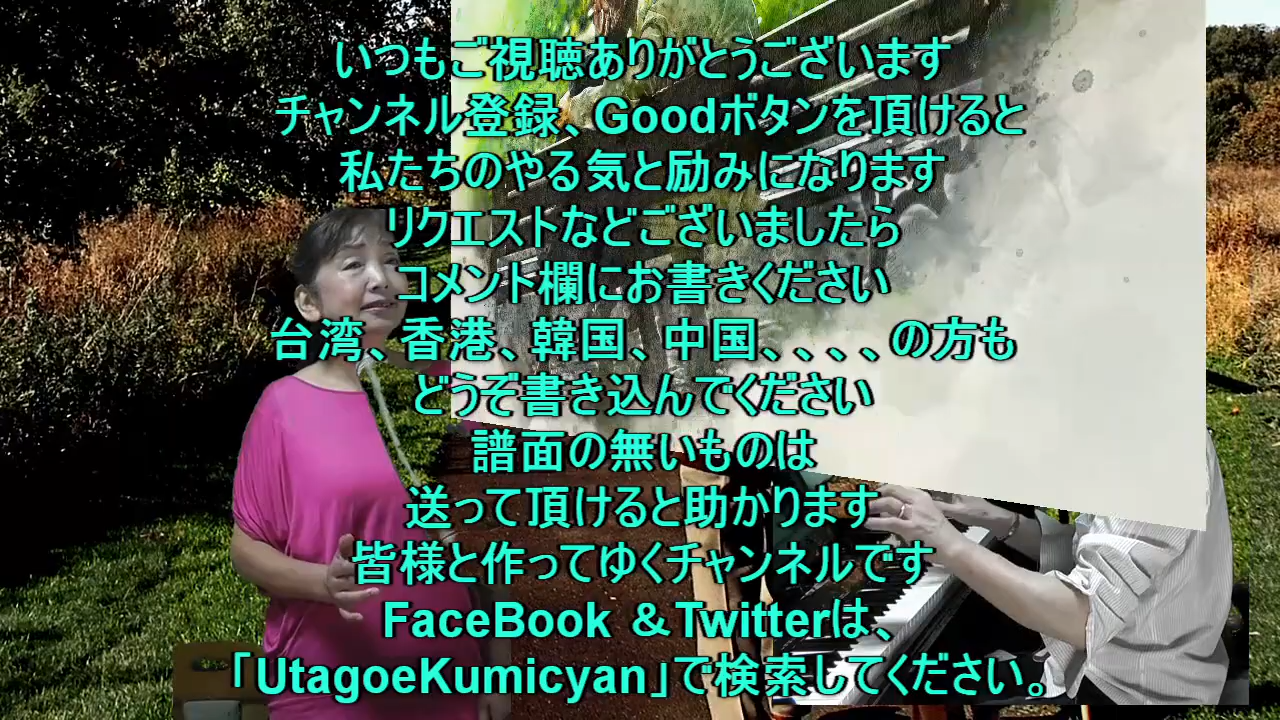 いつもご視聴ありがとうございます
チャンネル登録、Goodボタンを頂けると
私たちのやる気と励みになります
リクエストなどございましたら
コメント欄にお書きください
台湾、香港、韓国、中国、、、、の方も
どうぞ書き込んでください
譜面の無いものは
送って頂けると助かります
皆様と作ってゆくチャンネルです
FaceBook ＆Twitterは、
「UtagoeKumicyan」で検索してください。